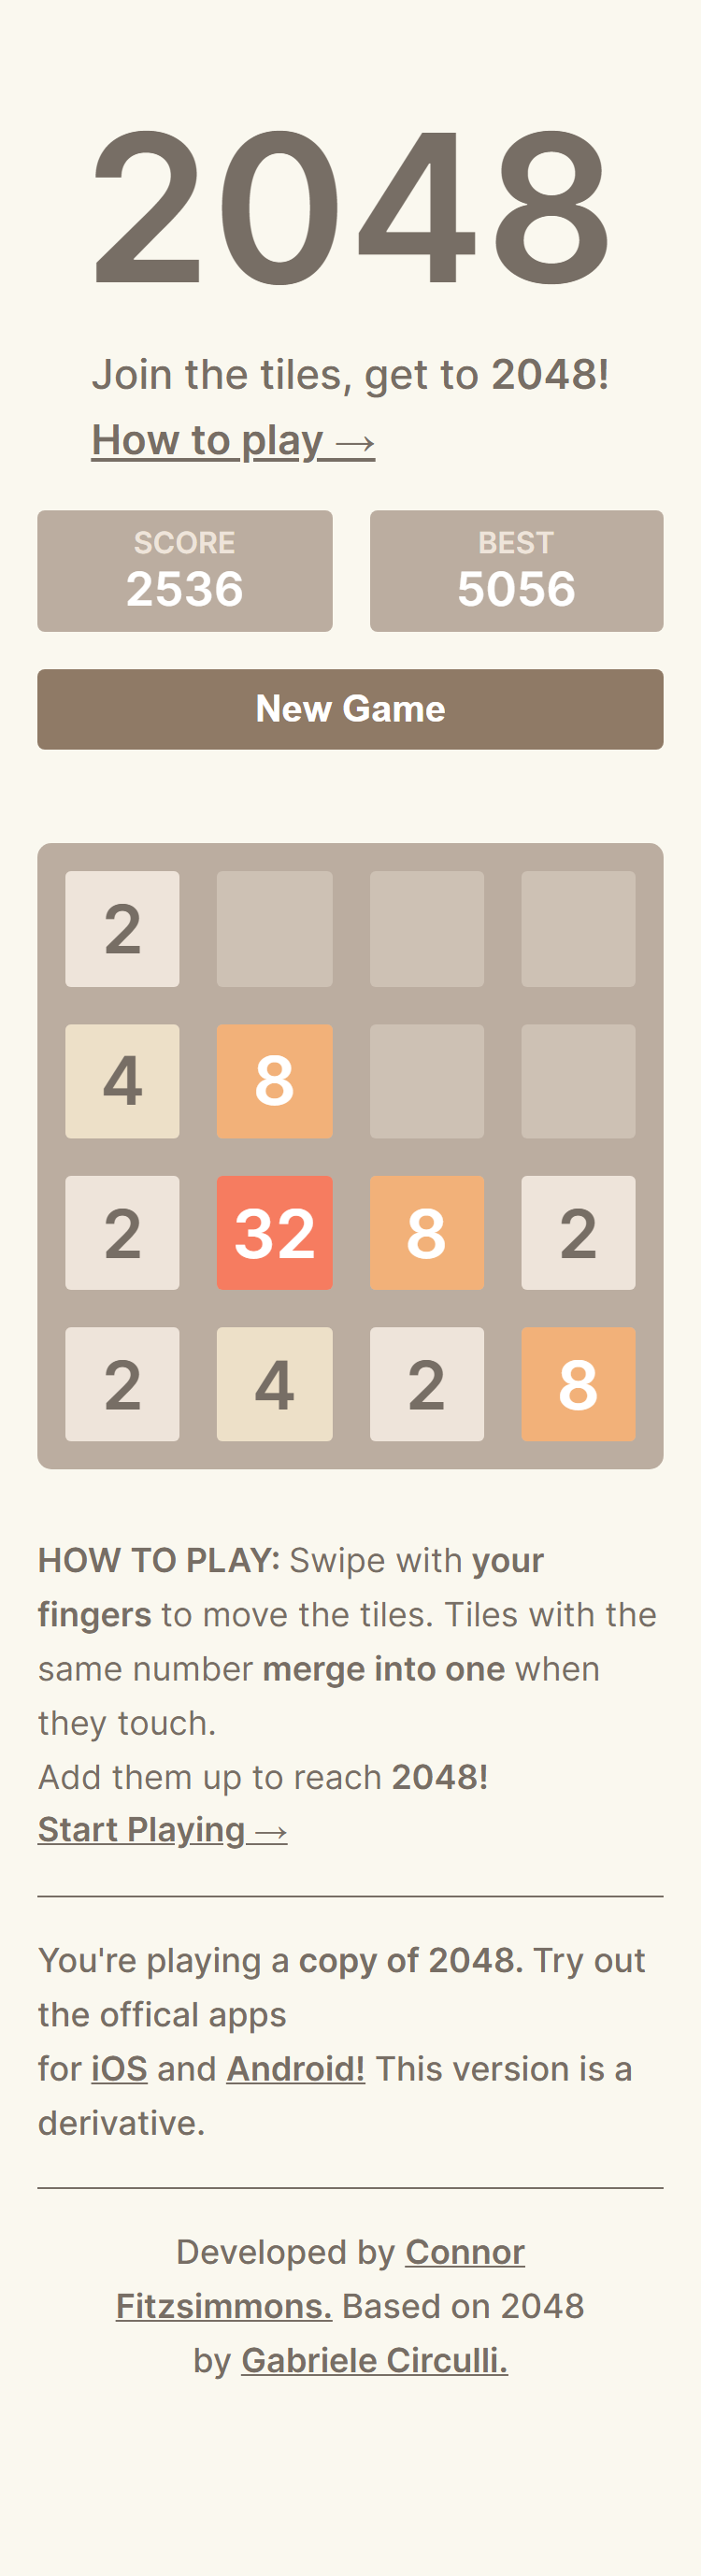 2048
Join the tiles, get to 2048!
How to play →
SCORE BEST
2536 5056
New Game
2
4 8
2 32 8 2
2 4 2 8
HOW TO PLAY: Swipe with your
fingers to move the tiles. Tiles with the
same number merge into one when
they touch.
Add them up to reach 2048!
Start Playing →
You're playing a copy of 2048. Try out
the offical apps
for iOS and Android! This version is a
derivative.
Developed by Connor
Fitzsimmons. Based on 2048
by Gabriele Circulli.